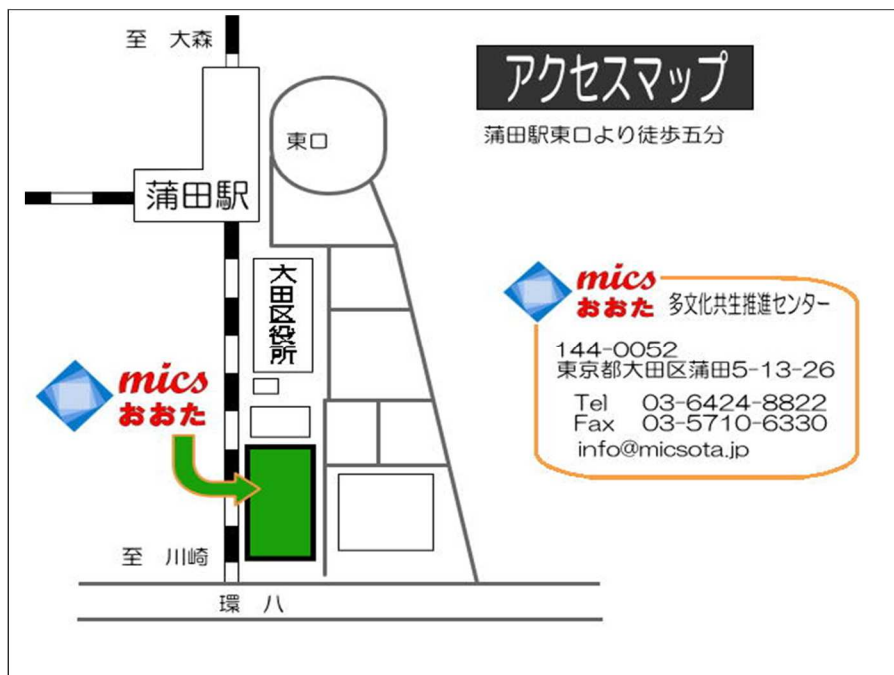 至 大森
アクセスマップ
蒲田駅東口より徒歩五分
東口
蒲田駅
大田区役所
mics
おおた
至 川崎
環 八
mics
おおた 多文化共生推進センター
144-0052
東京都大田区蒲田5-13-26
Tel 03-6424-8822
Fax 03-5710-6330
info@micsota.jp